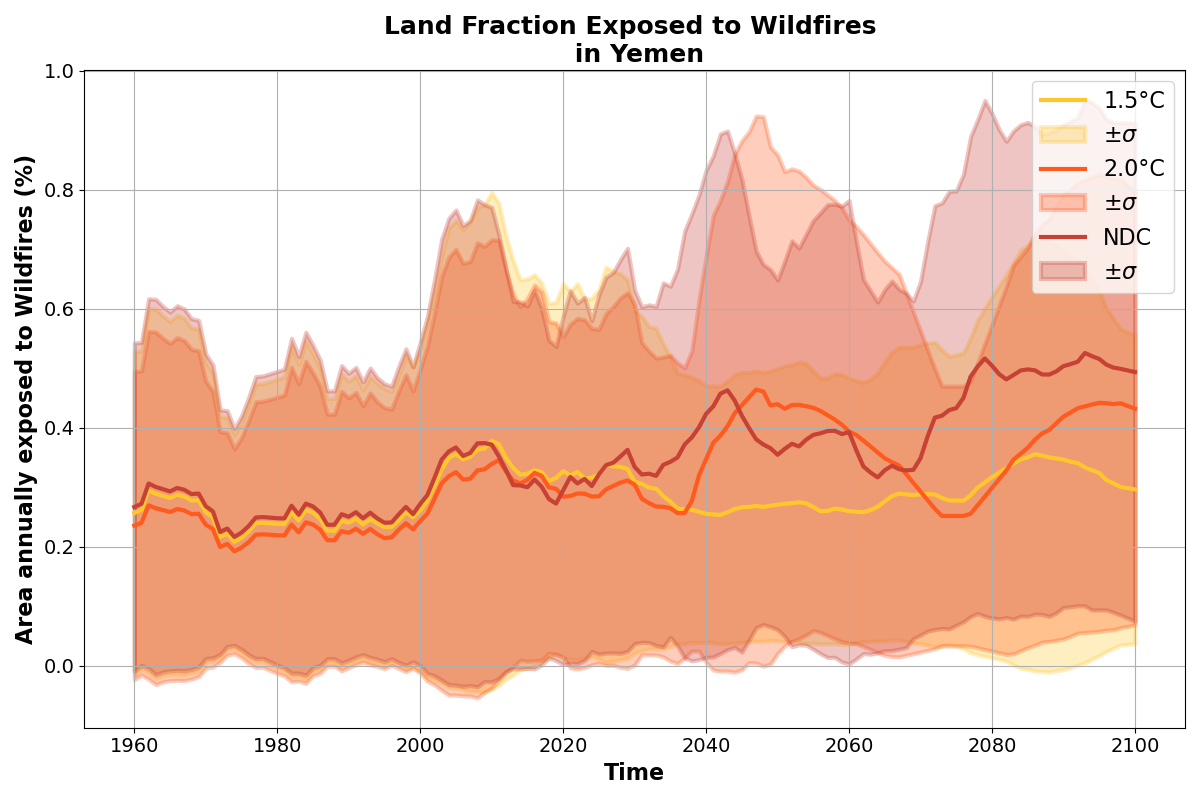 Land Fraction Exposed to Wildfires
in Yemen
Area annually exposed to Wildfires (%)
1.0
0.8
0.6
0.4
0.2
0.0
1.5°C
±σ
2.0°C
±σ
NDC
±σ
1960 1980 2000 2020 2040 2060 2080 2100
Time